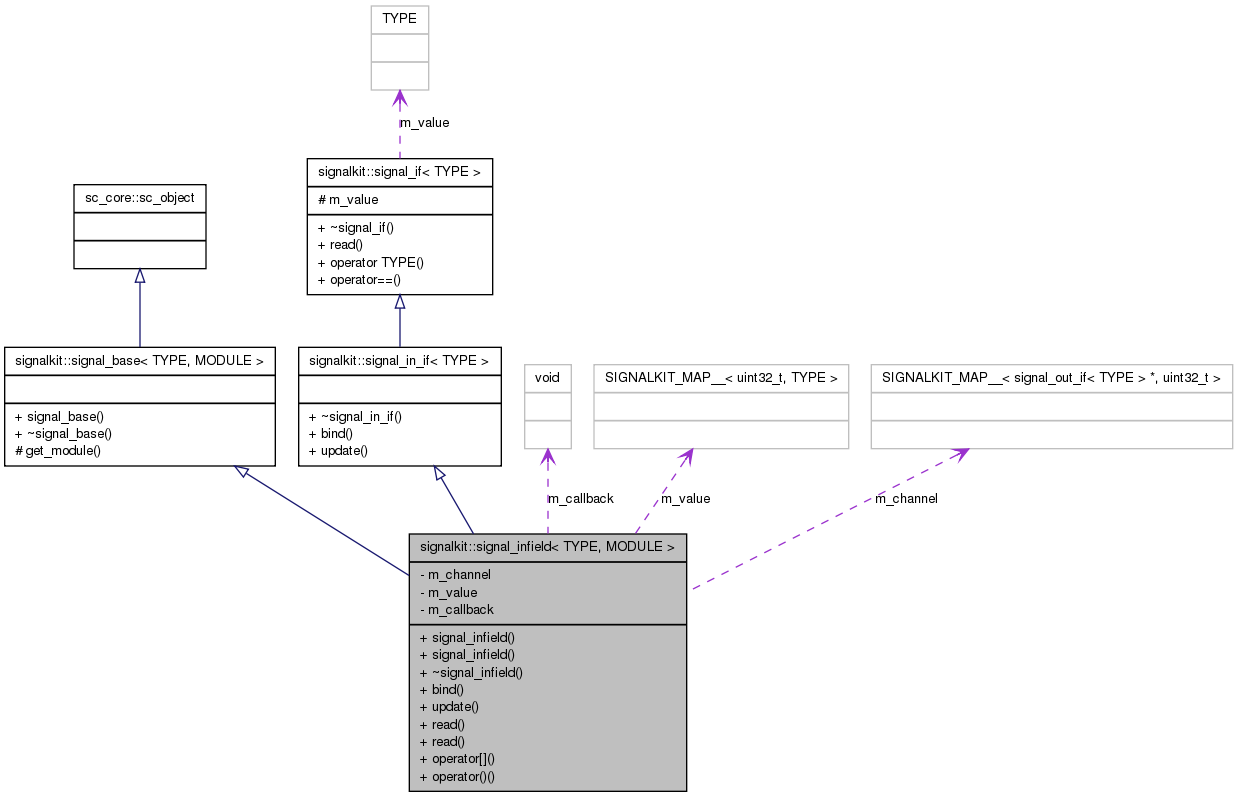 TYPE
m_value
signalkit::signal_if< TYPE >
# m_value
+ ~signal_if()
+ read()
+ operator TYPE()
+ operator==()
sc_core::sc_object
signalkit::signal_base< TYPE, MODULE >
+ signal_base()
+ ~signal_base()
# get_module()
signalkit::signal_in_if< TYPE >
+ ~signal_in_if()
+ bind()
+ update()
void
SIGNALKIT_MAP__< uint32_t, TYPE >
SIGNALKIT_MAP__< signal_out_if< TYPE > *, uint32_t >
m_callback
m_value
m_channel
signalkit::signal_infield< TYPE, MODULE >
- m_channel
- m_value
- m_callback
+ signal_infield()
+ signal_infield()
+ ~signal_infield()
+ bind()
+ update()
+ read()
+ read()
+ operator[]()
+ operator()()